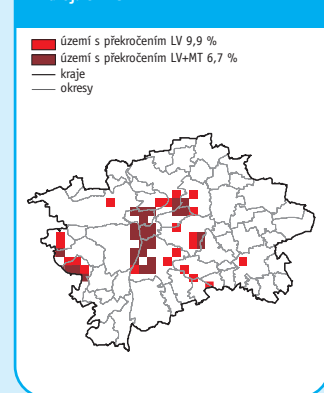 území s překročením LV 9,9 %
území s překročením LV+MT 6,7 %
kraje
okresy